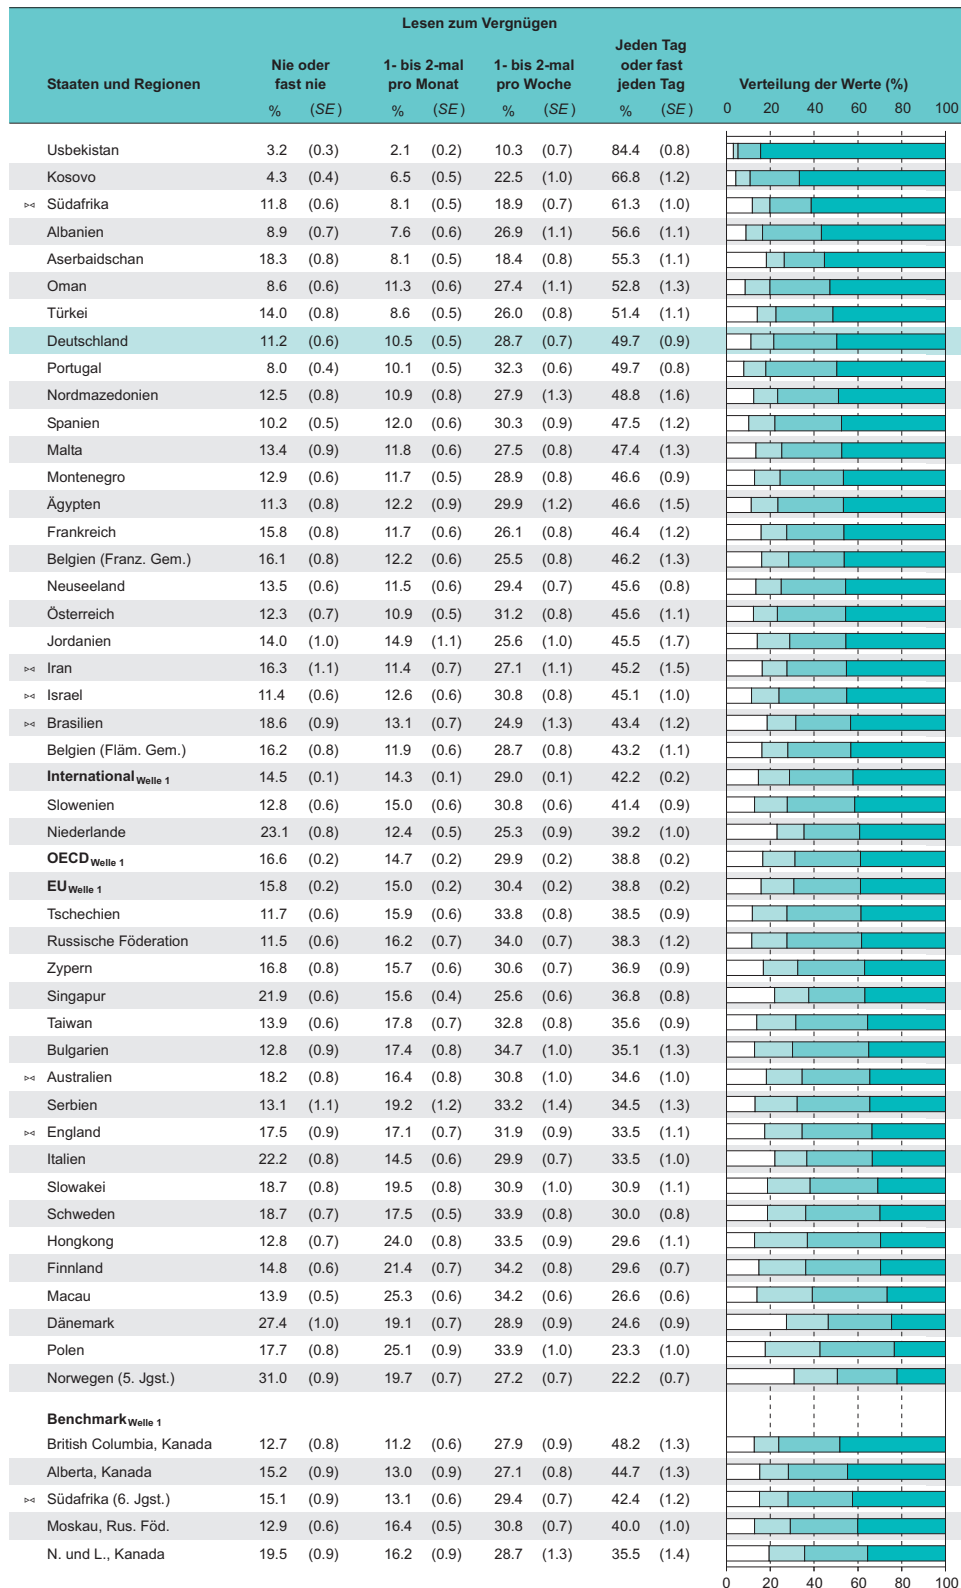 Lesen zum Vergnügen
Staaten und Regionen Nie oder fast nie 1- bis 2-mal pro Monat 1- bis 2-mal pro Woche Jeden Tag oder fast jeden Tag Verteilung der Werte (%)
% (SE) % (SE) % (SE) % (SE) 0 20 40 60 80 100
Usbekistan 3.2 (0.3) 2.1 (0.2) 10.3 (0.7) 84.4 (0.8)
Kosovo 4.3 (0.4) 6.5 (0.5) 22.5 (1.0) 66.8 (1.2)
⋈ Südafrika 11.8 (0.6) 8.1 (0.5) 18.9 (0.7) 61.3 (1.0)
Albanien 8.9 (0.7) 7.6 (0.6) 26.9 (1.1) 56.6 (1.1)
Aserbaidschan 18.3 (0.8) 8.1 (0.5) 18.4 (0.8) 55.3 (1.1)
Oman 8.6 (0.6) 11.3 (0.6) 27.4 (1.1) 52.8 (1.3)
Türkei 14.0 (0.8) 8.6 (0.5) 26.0 (0.8) 51.4 (1.1)
Deutschland 11.2 (0.6) 10.5 (0.5) 28.7 (0.7) 49.7 (0.9)
Portugal 8.0 (0.4) 10.1 (0.5) 32.3 (0.6) 49.7 (0.8)
Nordmazedonien 12.5 (0.8) 10.9 (0.8) 27.9 (1.3) 48.8 (1.6)
Spanien 10.2 (0.5) 12.0 (0.6) 30.3 (0.9) 47.5 (1.2)
Malta 13.4 (0.9) 11.8 (0.6) 27.5 (0.8) 47.4 (1.3)
Montenegro 12.9 (0.6) 11.7 (0.5) 28.9 (0.8) 46.6 (0.9)
Ägypten 11.3 (0.8) 12.2 (0.9) 29.9 (1.2) 46.6 (1.5)
Frankreich 15.8 (0.8) 11.7 (0.6) 26.1 (0.8) 46.4 (1.2)
Belgien (Franz. Gem.) 16.1 (0.8) 12.2 (0.6) 25.5 (0.8) 46.2 (1.3)
Neuseeland 13.5 (0.6) 11.5 (0.6) 29.4 (0.7) 45.6 (0.8)
Österreich 12.3 (0.7) 10.9 (0.5) 31.2 (0.8) 45.6 (1.1)
Jordanien 14.0 (1.0) 14.9 (1.1) 25.6 (1.0) 45.5 (1.7)
⋈ Iran 16.3 (1.1) 11.4 (0.7) 27.1 (1.1) 45.2 (1.5)
⋈ Israel 11.4 (0.6) 12.6 (0.6) 30.8 (0.8) 45.1 (1.0)
⋈ Brasilien 18.6 (0.9) 13.1 (0.7) 24.9 (1.3) 43.4 (1.2)
Belgien (Fläm. Gem.) 16.2 (0.8) 11.9 (0.6) 28.7 (0.8) 43.2 (1.1)
International Welle 1 14.5 (0.1) 14.3 (0.1) 29.0 (0.1) 42.2 (0.2)
Slowenien 12.8 (0.6) 15.0 (0.6) 30.8 (0.6) 41.4 (0.9)
Niederlande 23.1 (0.8) 12.4 (0.5) 25.3 (0.9) 39.2 (1.0)
OECD Welle 1 16.6 (0.2) 14.7 (0.2) 29.9 (0.2) 38.8 (0.2)
EU Welle 1 15.8 (0.2) 15.0 (0.2) 30.4 (0.2) 38.8 (0.2)
Tschechien 11.7 (0.6) 15.9 (0.6) 33.8 (0.8) 38.5 (0.9)
Russische Föderation 11.5 (0.6) 16.2 (0.7) 34.0 (0.7) 38.3 (1.2)
Zypern 16.8 (0.8) 15.7 (0.6) 30.6 (0.7) 36.9 (0.9)
Singapur 21.9 (0.6) 15.6 (0.4) 25.6 (0.6) 36.8 (0.8)
Taiwan 13.9 (0.6) 17.8 (0.7) 32.8 (0.8) 35.6 (0.9)
Bulgarien 12.8 (0.9) 17.4 (0.8) 34.7 (1.0) 35.1 (1.3)
⋈ Australien 18.2 (0.8) 16.4 (0.8) 30.8 (1.0) 34.6 (1.0)
Serbien 13.1 (1.1) 19.2 (1.2) 33.2 (1.4) 34.5 (1.3)
⋈ England 17.5 (0.9) 17.1 (0.7) 31.9 (0.9) 33.5 (1.1)
Italien 22.2 (0.8) 14.5 (0.6) 29.9 (0.7) 33.5 (1.0)
Slowakei 18.7 (0.8) 19.5 (0.8) 30.9 (1.0) 30.9 (1.1)
Schweden 18.7 (0.7) 17.5 (0.5) 33.9 (0.8) 30.0 (0.8)
Hongkong 12.8 (0.7) 24.0 (0.8) 33.5 (0.9) 29.6 (1.1)
Finnland 14.8 (0.6) 21.4 (0.7) 34.2 (0.8) 29.6 (0.7)
Macau 13.9 (0.5) 25.3 (0.6) 34.2 (0.6) 26.6 (0.6)
Dänemark 27.4 (1.0) 19.1 (0.7) 28.9 (0.9) 24.6 (0.9)
Polen 17.7 (0.8) 25.1 (0.9) 33.9 (1.0) 23.3 (1.0)
Norwegen (5. Jgst.) 31.0 (0.9) 19.7 (0.7) 27.2 (0.7) 22.2 (0.7)
Benchmark Welle 1
British Columbia, Kanada 12.7 (0.8) 11.2 (0.6) 27.9 (0.9) 48.2 (1.3)
Alberta, Kanada 15.2 (0.9) 13.0 (0.9) 27.1 (0.8) 44.7 (1.3)
⋈ Südafrika (6. Jgst.) 15.1 (0.9) 13.1 (0.6) 29.4 (0.7) 42.4 (1.2)
Moskau, Rus. Föd. 12.9 (0.6) 16.4 (0.5) 30.8 (0.7) 40.0 (1.0)
N. und L., Kanada 19.5 (0.9) 16.2 (0.9) 28.7 (1.3) 35.5 (1.4)
0 20 40 60 80 100